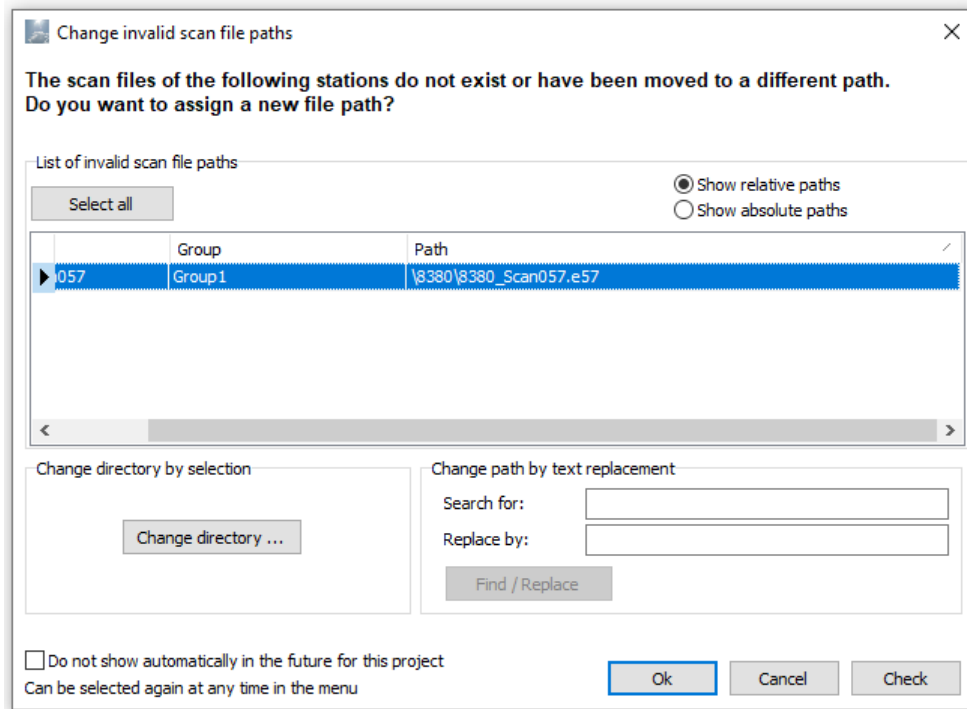 Change invalid scan file paths
The scan files of the following stations do not exist or have been moved to a different path.
Do you want to assign a new file path?
List of invalid scan file paths
Select all
Show relative paths
Show absolute paths
Group Path
057 Group1 \8380\8380_Scan057.e57
Change directory by selection
Change directory ...
Change path by text replacement
Search for:
Replace by:
Find / Replace
Do not show automatically in the future for this project
Can be selected again at any time in the menu
Ok Cancel Check